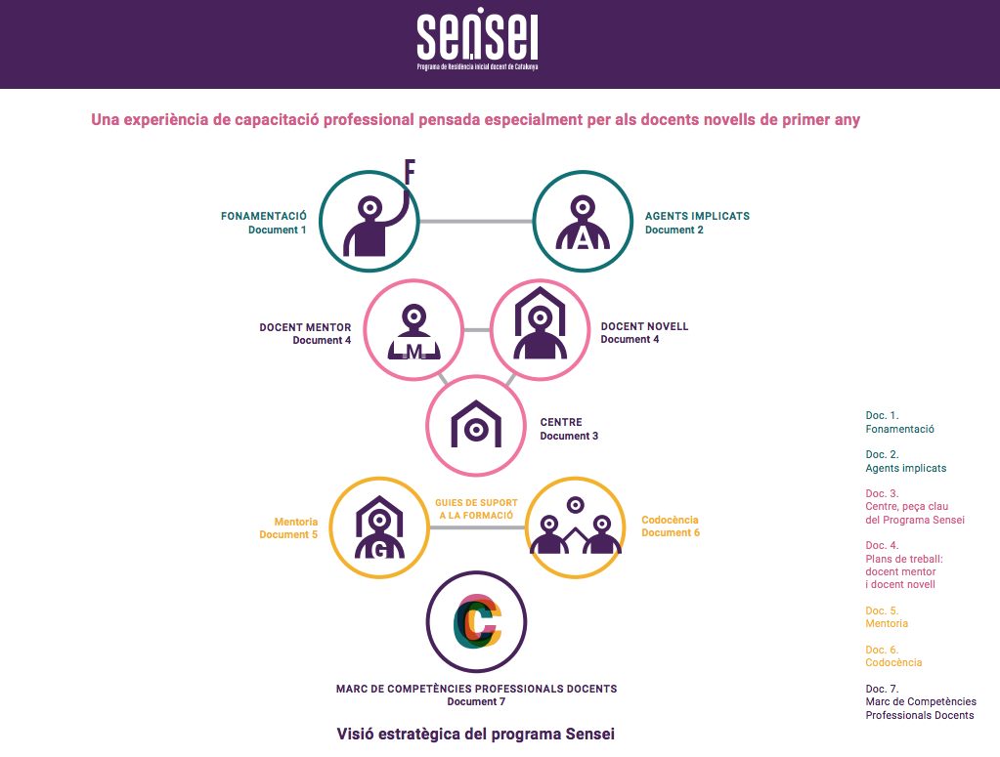 sensei
Programa de Residència inicial docent de Catalunya
Una experiència de capacitació professional pensada especialment per als docents novells de primer any
F
FONAMENTACIÓ
Document 1
A
AGENTS IMPLICATS
Document 2
DOCENT MENTOR
Document 4
M
DOCENT NOVELL
Document 4
CENTRE
Document 3
Mentoria
Document 5
G
GUIES DE SUPORT
A LA FORMACIÓ
Codocència
Document 6
C
MARC DE COMPETÈNCIES PROFESSIONALS DOCENTS
Document 7
Visió estratègica del programa Sensei
Doc. 1.
Fonamentació
Doc. 2.
Agents implicats
Doc. 3.
Centre, peça clau
del Programa Sensei
Doc. 4.
Plans de treball:
docent mentor
i docent novell
Doc. 5.
Mentoria
Doc. 6.
Codocència
Doc. 7.
Marc de Competències
Professionals Docents